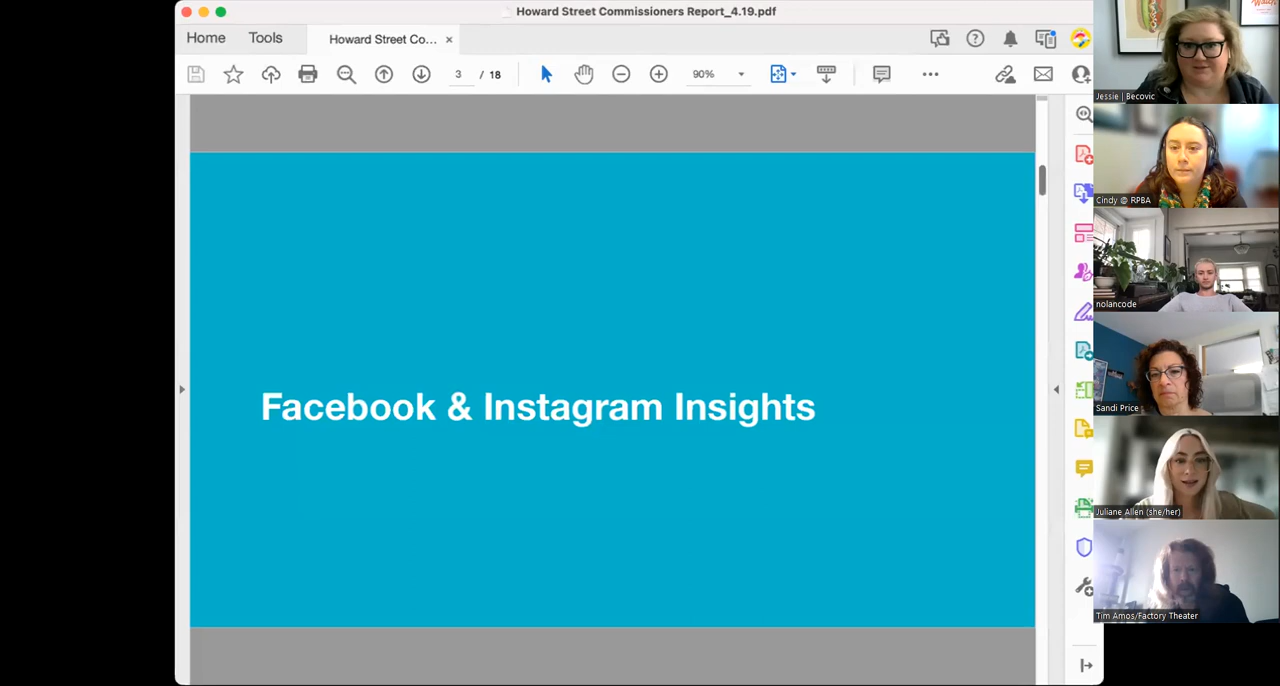 Howard Street Commissioners Report_4.19.pdf
Home
Tools
Howard Street Co...
3 / 18
90%
Facebook & Instagram Insights
Jessie | Becovic
Cindy @ RPBA
nolancode
Sandi Price
Juliane Allen (she/her)
Tim Amos/Factory Theater